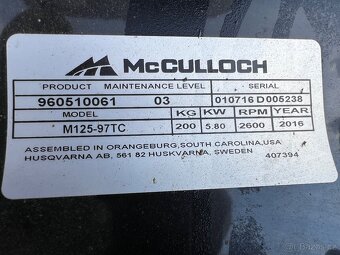 McCULLOCH
PRODUCT MAINTENANCE LEVEL SERIAL
960510061 03 010716D005238
MODEL KG KW RPM YEAR
M125-97TC 200 5.80 2600 2016
ASSEMBLED IN ORANGEBURG,SOUTH CAROLINA,USA
HUSQVARNA AB, 561 82 HUSKVARNA, SWEDEN
407394